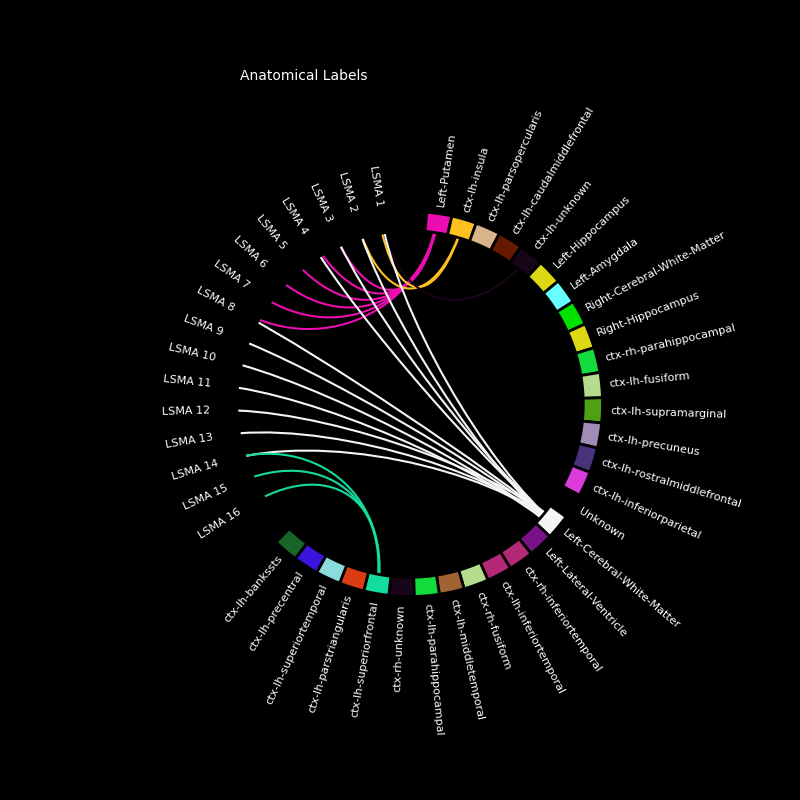 Anatomical Labels
LSMA 1
LSMA 2
LSMA 3
LSMA 4
LSMA 5
LSMA 6
LSMA 7
LSMA 8
LSMA 9
LSMA 10
LSMA 11
LSMA 12
LSMA 13
LSMA 14
LSMA 15
LSMA 16
Left-Putamen
ctx-lh-insula
ctx-lh-parsopercularis
ctx-lh-caudalmiddlefrontal
ctx-lh-unknown
Left-Hippocampus
Left-Amygdala
Right-Cerebral-White-Matter
Right-Hippocampus
ctx-rh-parahippocampal
ctx-lh-fusiform
ctx-lh-supramarginal
ctx-lh-precuneus
ctx-lh-rostralmiddlefrontal
ctx-lh-inferiorparietal
Unknown
Left-Cerebral-White-Matter
Left-Lateral-Ventricle
ctx-rh-inferiortemporal
ctx-lh-inferiortemporal
ctx-rh-fusiform
ctx-lh-middletemporal
ctx-lh-parahippocampal
ctx-rh-unknown
ctx-lh-superiorfrontal
ctx-lh-parstriangularis
ctx-lh-superiortemporal
ctx-lh-precentral
ctx-lh-bankssts